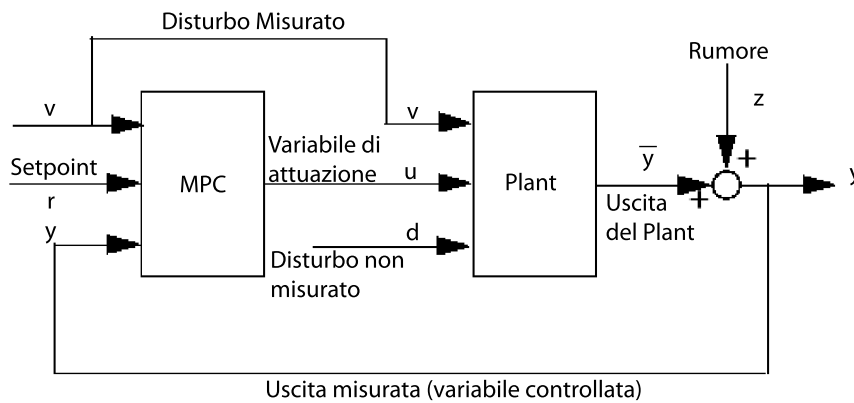 Disturbo Misurato
Rumore
v
v
z
Variabile di
attuazione
Setpoint
MPC
u
Plant
y
+
y
r
+
Uscita
del Plant
y
d
Disturbo non
misurato
Uscita misurata (variabile controllata)